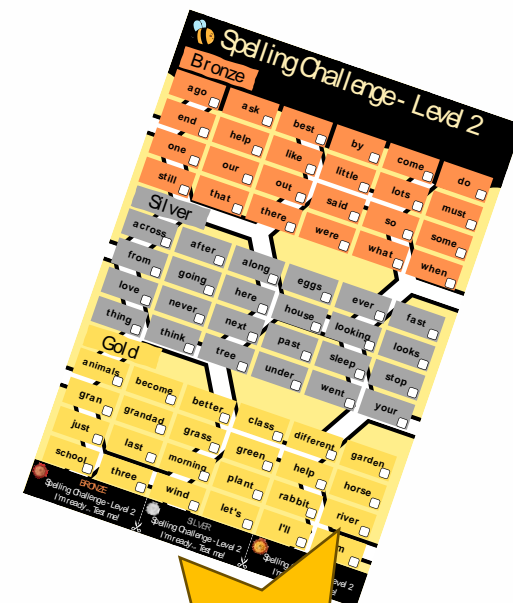 Spelling Challenge - Level 2
Bronze
ago ask best by come do
end help like little lots must
one our out said so some
still that there were what when
Silver
across after along eggs ever fast
from going here house looking looks
love never next past sleep stop
thing think tree under went your
Gold
animals become better class different garden
gran grandad grass green help horse
just last morning plant rabbit river
school three wind let's I'll
BRONZE
Spelling Challenge - Level 2
I'm ready... Test me!
SILVER
Spelling Challenge - Level 2
I'm ready... Test me!
Spelling